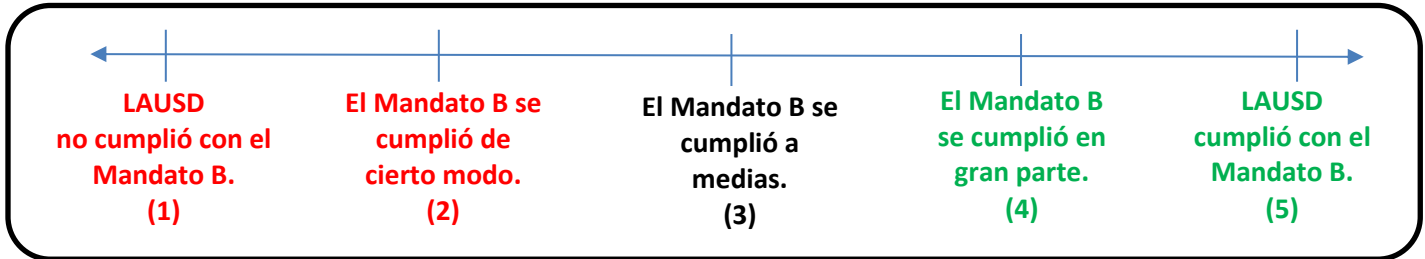 LAUSD
no cumplió con el
Mandato B.
(1)
El Mandato B se
cumplió de
cierto modo.
(2)
El Mandato B se
cumplió a
medias.
(3)
El Mandato B
se cumplió en
gran parte.
(4)
LAUSD
cumplió con el
Mandato B.
(5)